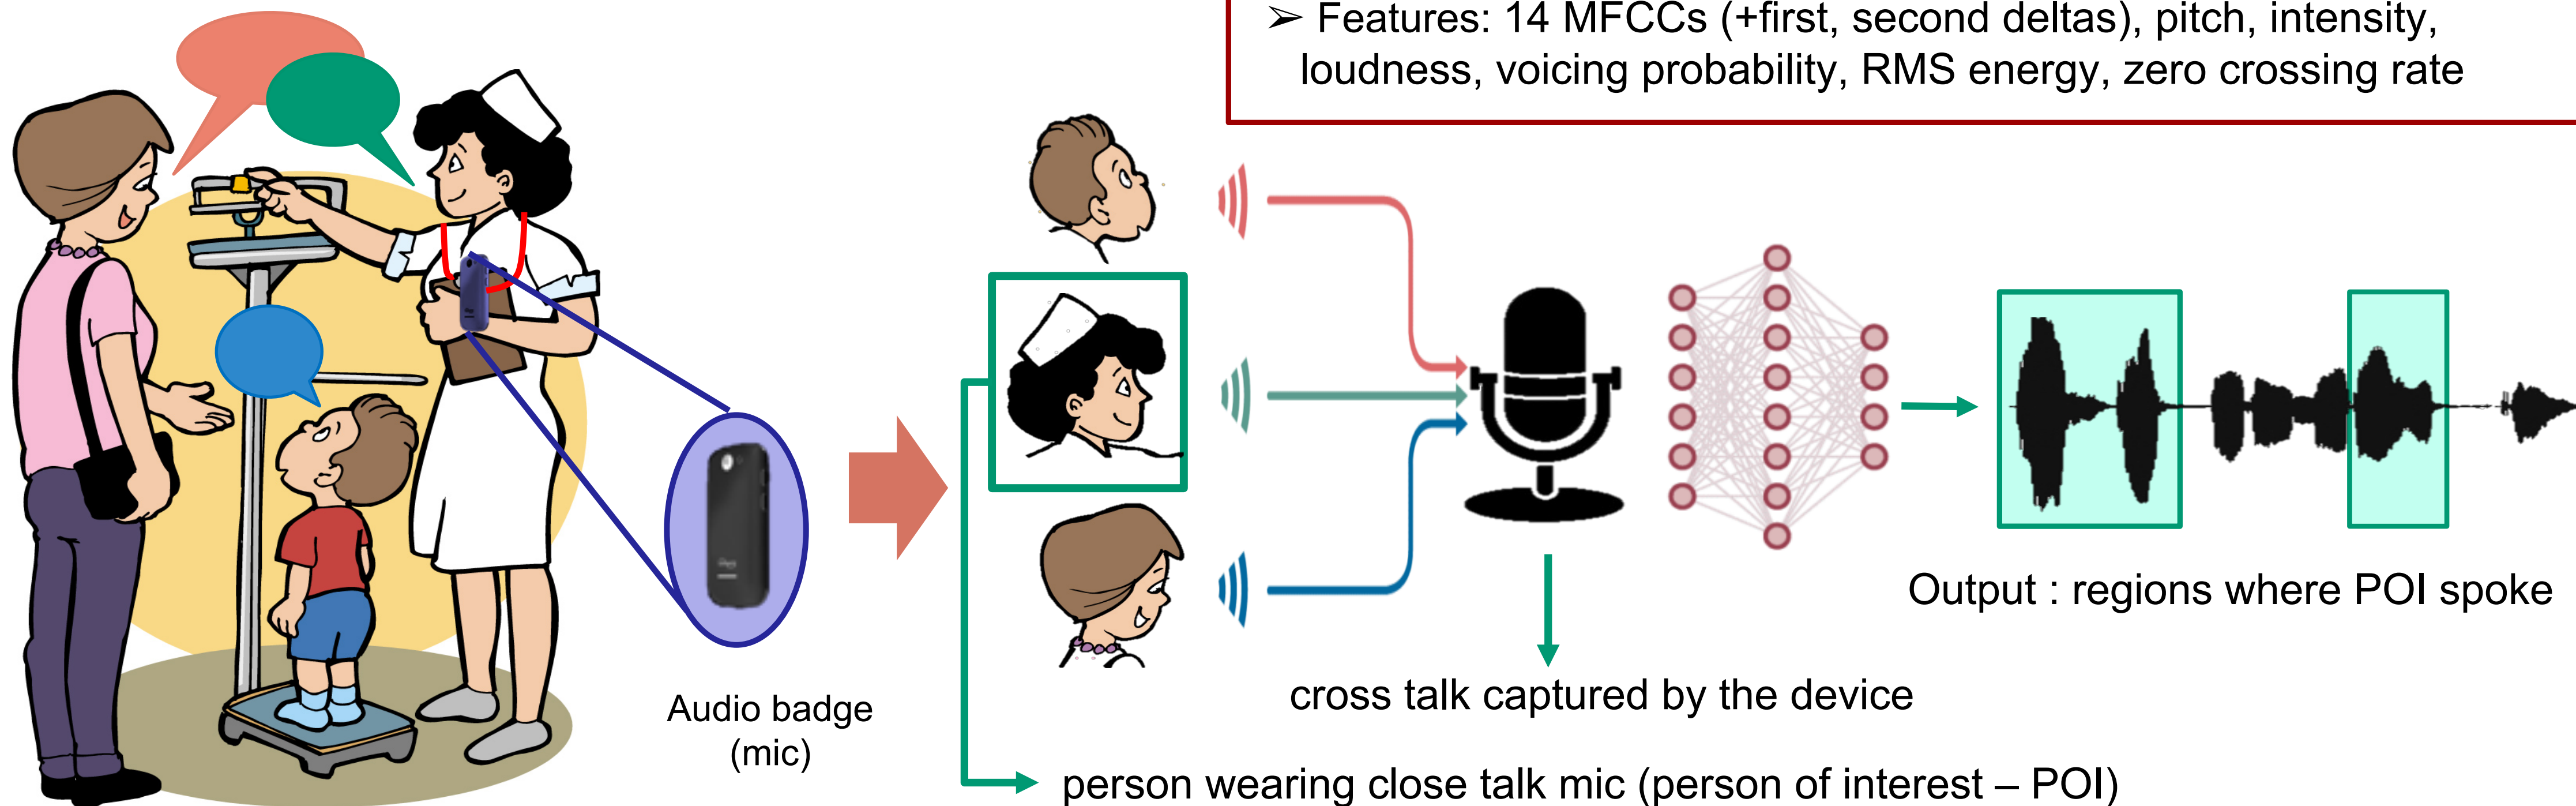 ➢ Features: 14 MFCCs (+first, second deltas), pitch, intensity,
loudness, voicing probability, RMS energy, zero crossing rate
Output : regions where POI spoke
cross talk captured by the device
Audio badge
(mic)
person wearing close talk mic (person of interest – POI)